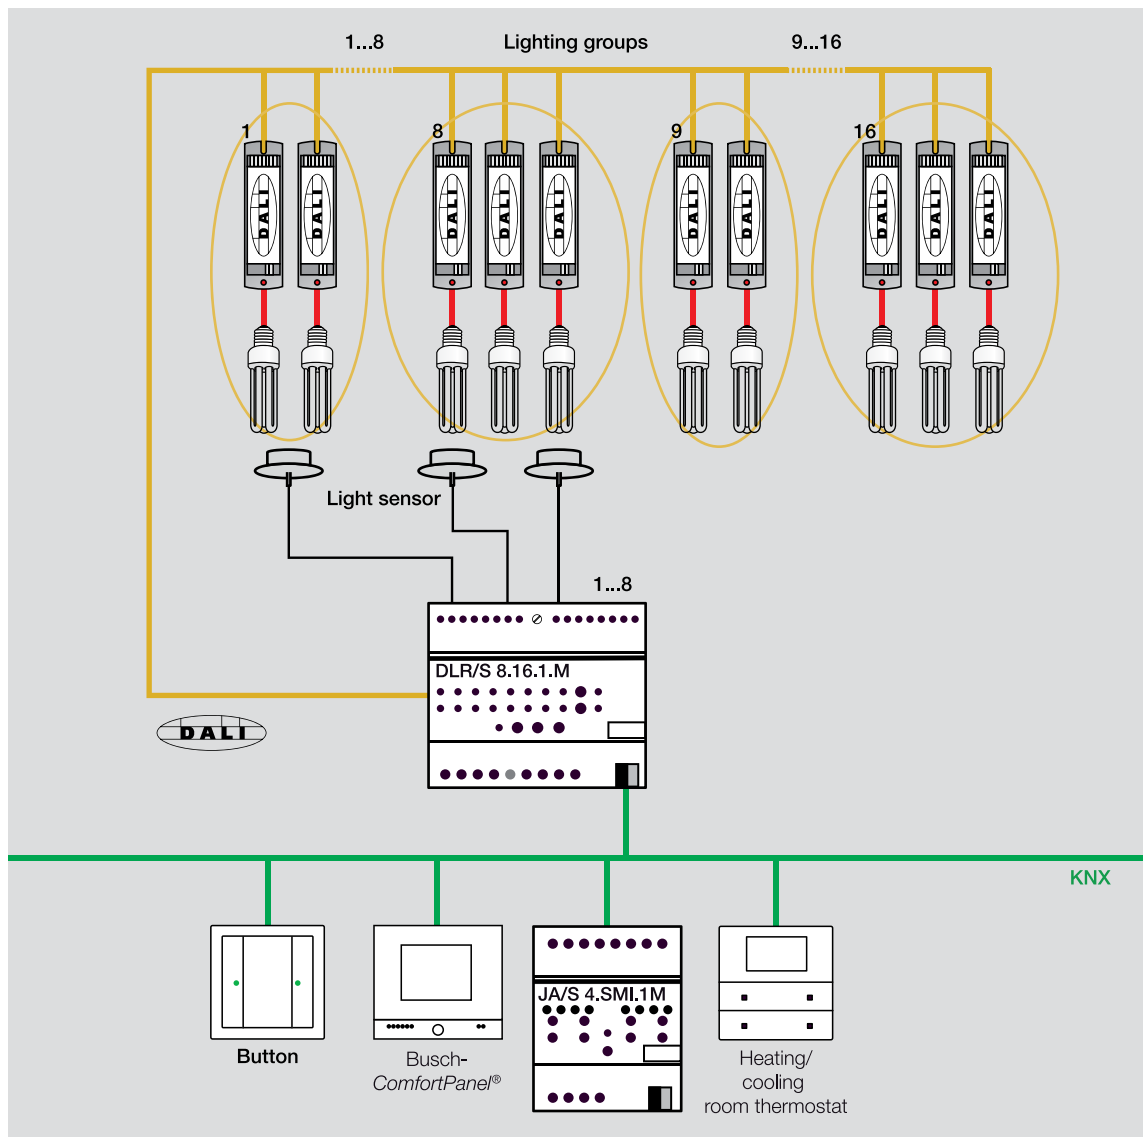 1...8 Lighting groups 9...16
1 8 9 16
DALI DALI DALI DALI DALI DALI DALI DALI DALI DALI
Light sensor
1...8
DLR/S 8.16.1.M
DALI
KNX
JA/S 4.SMI.1M
Button
Busch-
ComfortPanel®
Heating/
cooling
room thermostat